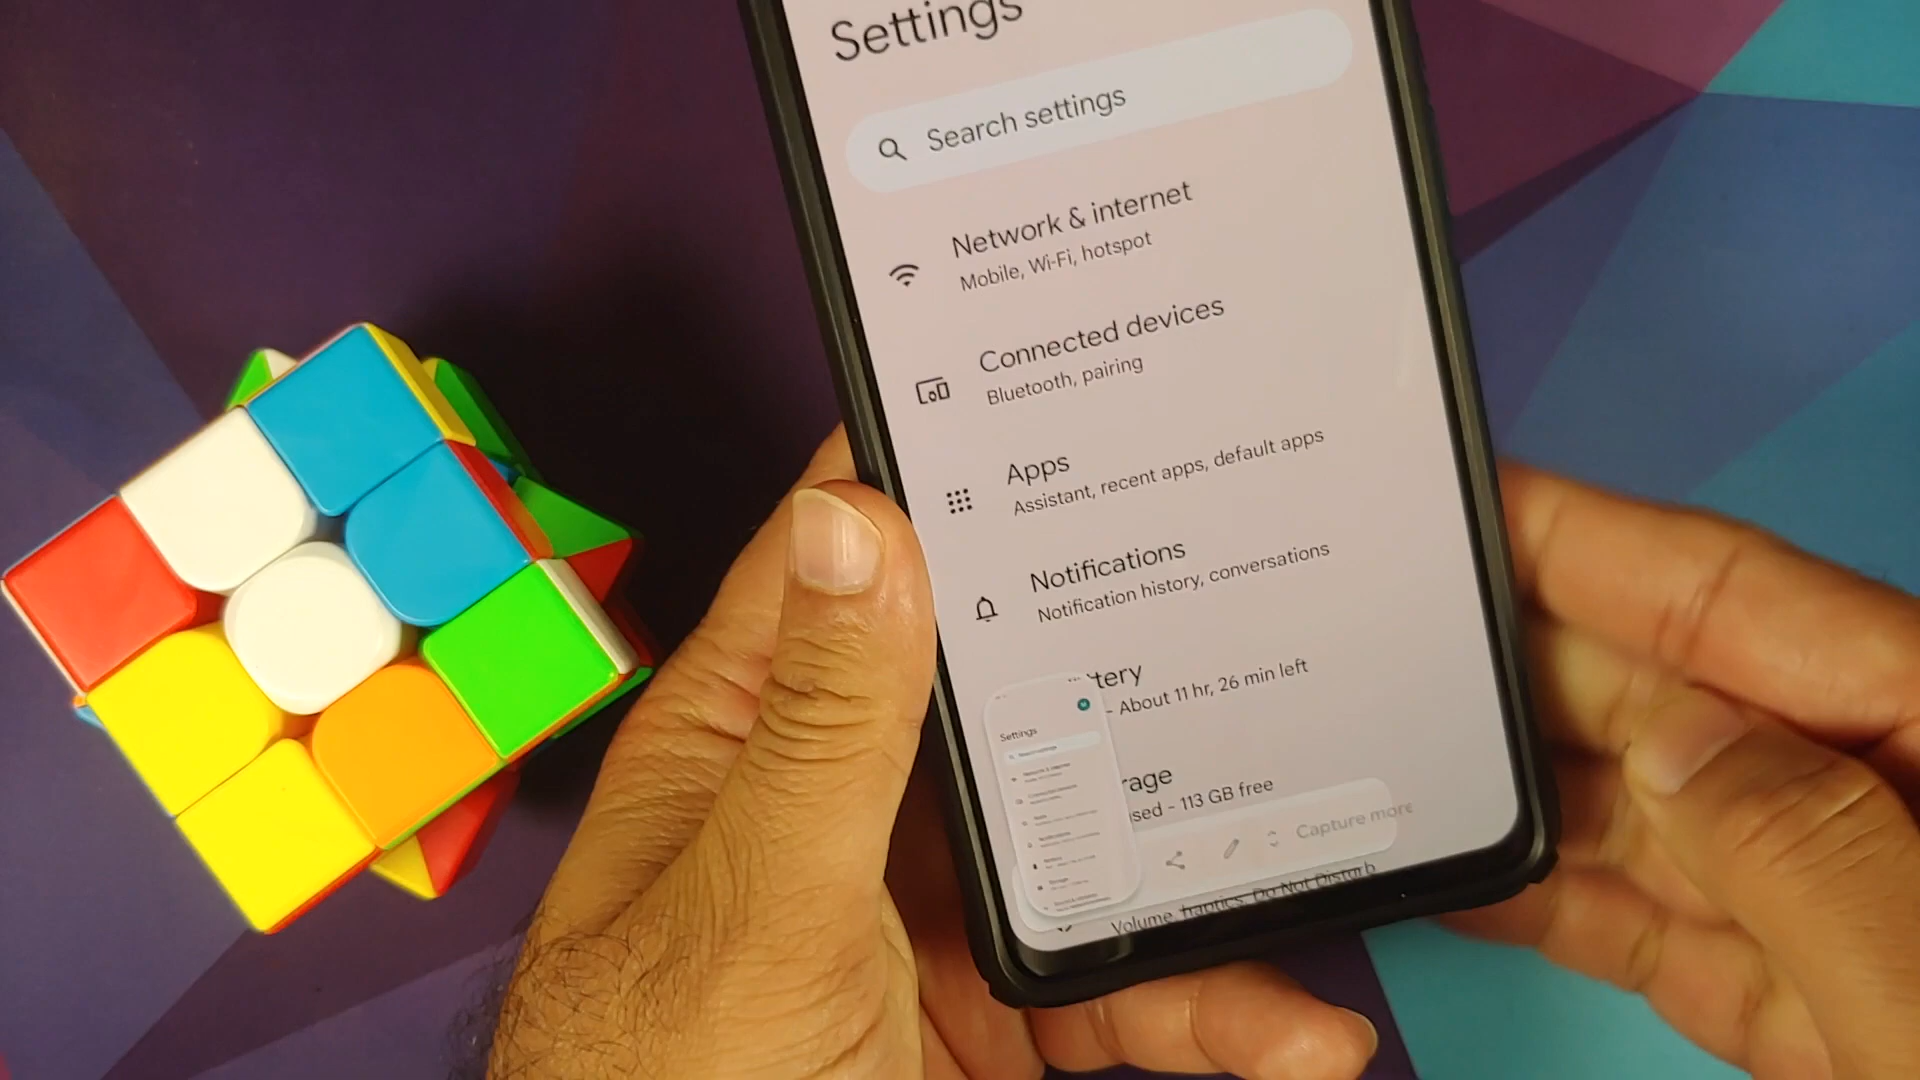 Settings
Search settings
Network & internet
Mobile, Wi-Fi, hotspot
Connected devices
Bluetooth, pairing
Apps
Assistant, recent apps, default apps
Notifications
Notification history, conversations
ttery
- About 11 hr, 26 min left
Settings
rage
sed - 113 GB free
Capture more
Volume, haptics, Do Not Disturb